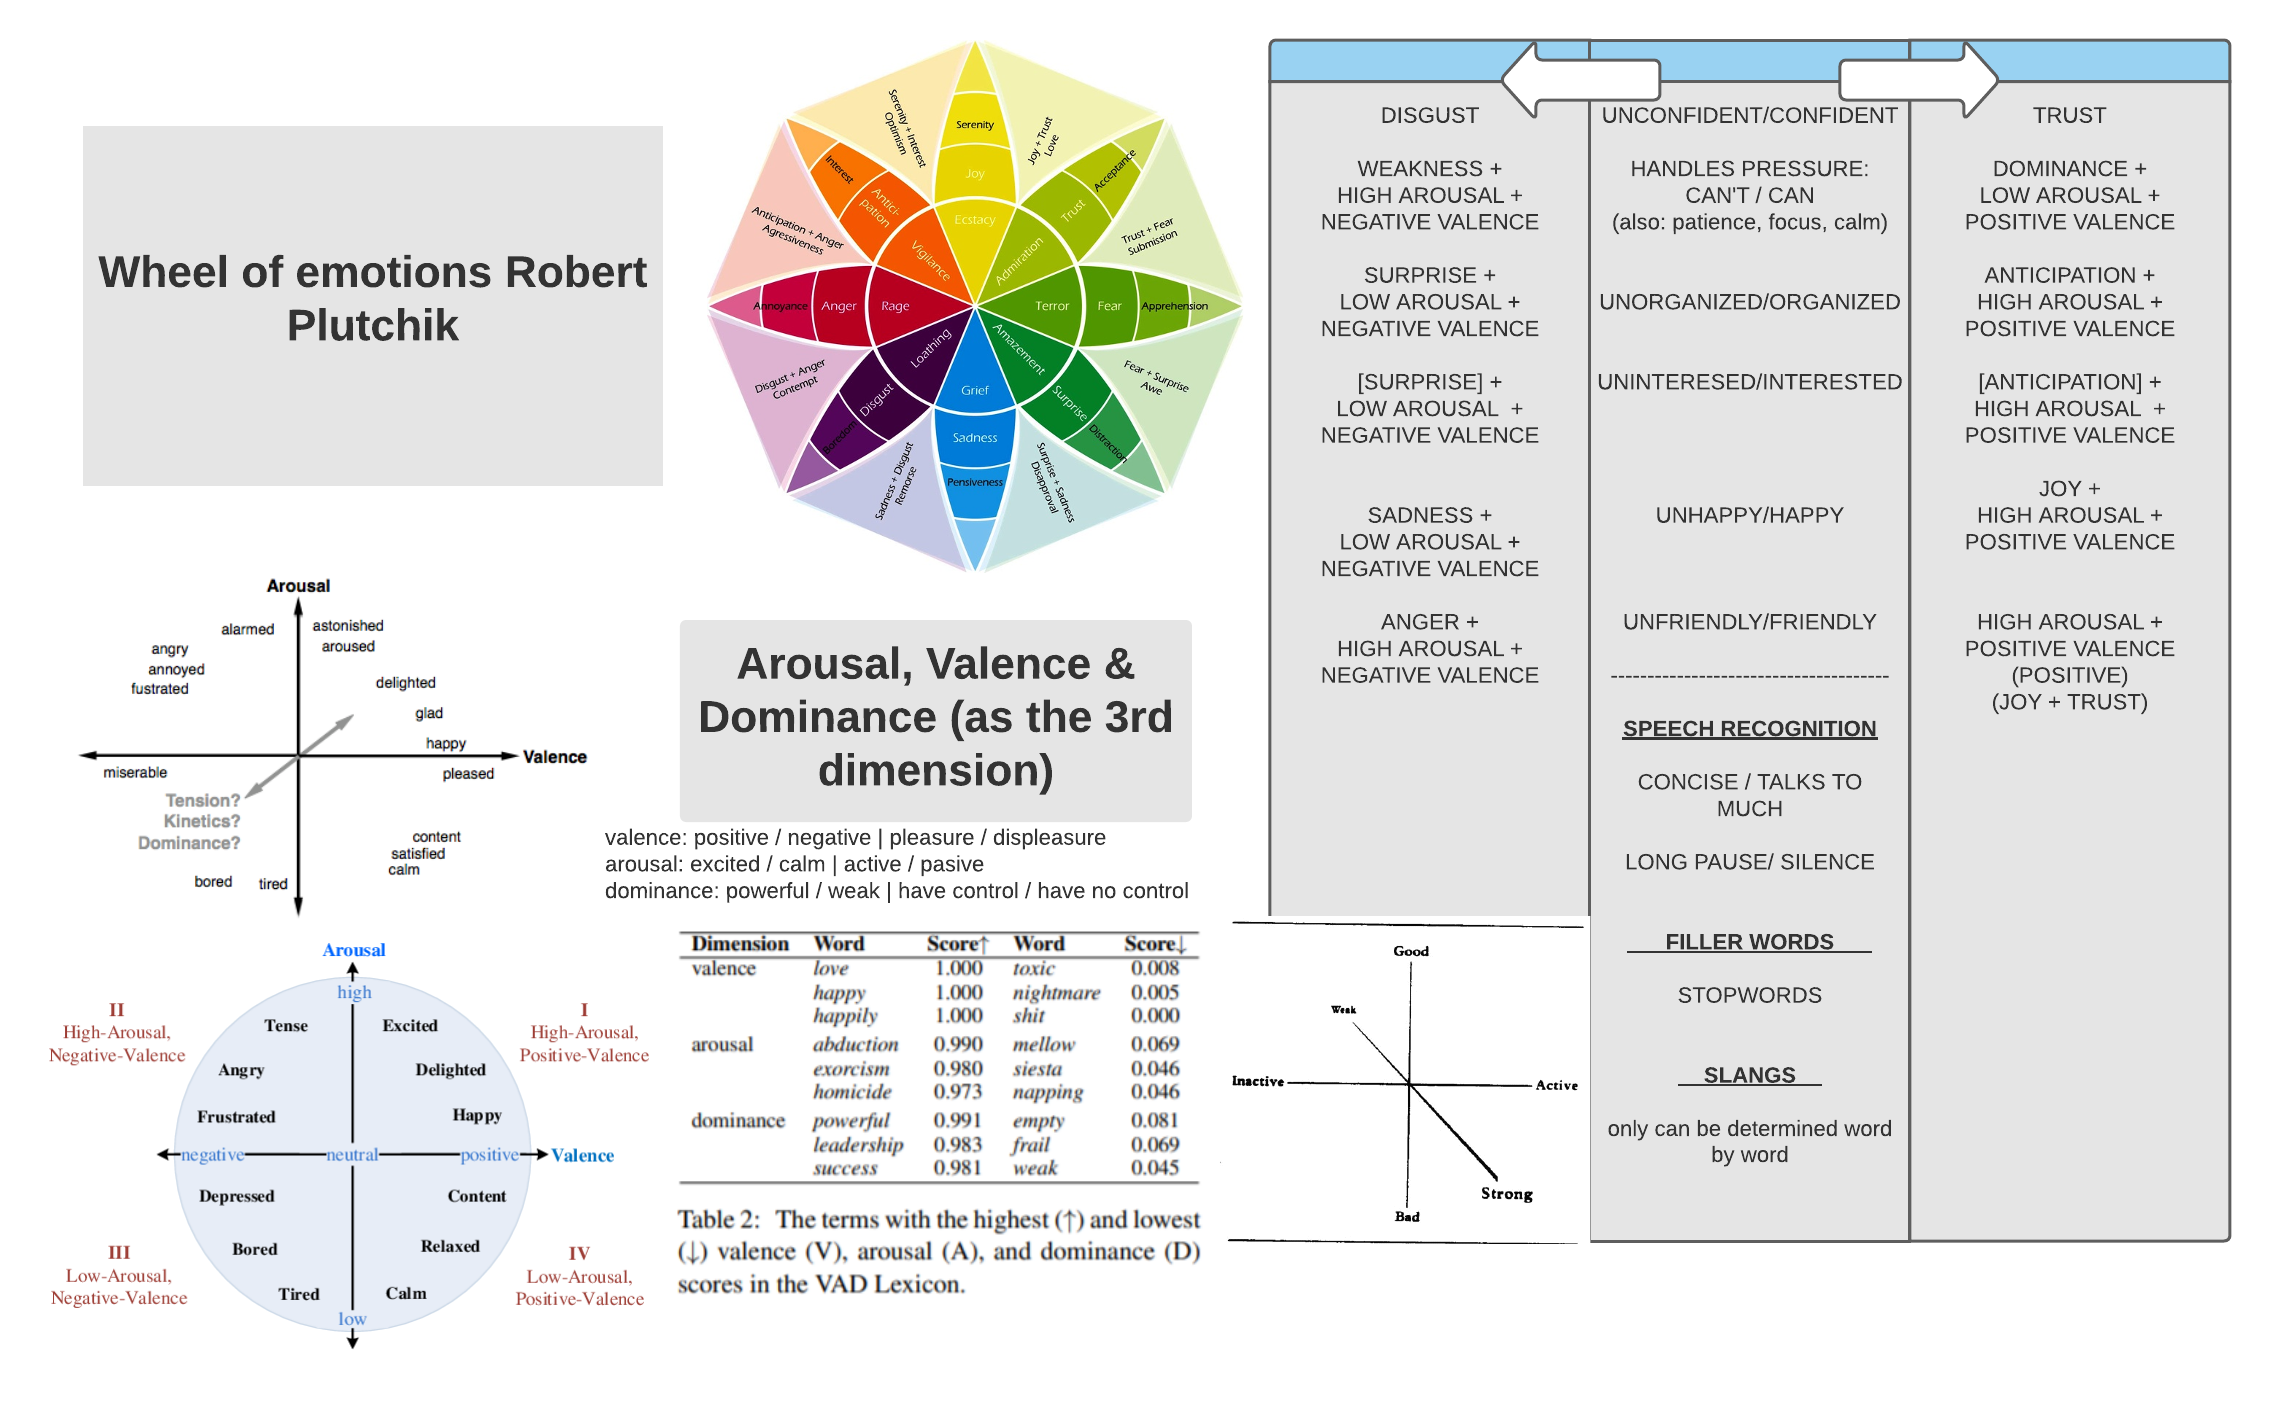 Wheel of emotions Robert
Plutchik
Serenity + Interest
Optimism
Serenity
Joy
Ecstacy
Joy + Trust
Love
Acceptance
Trust
Admiration
Trust + Fear
Submission
Terror
Fear
Apprehension
Fear + Surprise
Awe
Amazement
Surprise
Distraction
Surprise + Sadness
Disapproval
Grief
Sadness
Pensiveness
Sadness + Disgust
Remorse
Loathing
Disgust
Boredom
Disgust + Anger
Contempt
Annoyance
Anger
Rage
Anticipation + Anger
Agressiveness
Interest
Antici-
pation
Vigilance
Arousal
alarmed
astonished
aroused
angry
annoyed
fustrated
delighted
glad
happy
Valence
miserable
pleased
Tension?
Kinetics?
Dominance?
content
satisfied
calm
bored
tired
Arousal, Valence &
Dominance (as the 3rd
dimension)
valence: positive / negative | pleasure / displeasure
arousal: excited / calm | active / pasive
dominance: powerful / weak | have control / have no control
Arousal
high
II
High-Arousal,
Negative-Valence
I
High-Arousal,
Positive-Valence
Tense
Excited
Angry
Delighted
Frustrated
Happy
negative
neutral
positive
Valence
Depressed
Content
Bored
Relaxed
Tired
Calm
low
III
Low-Arousal,
Negative-Valence
IV
Low-Arousal,
Positive-Valence
Dimension Word Score↑ Word Score↓
valence love 1.000 toxic 0.008
happy 1.000 nightmare 0.005
happily 1.000 shit 0.000
arousal abduction 0.990 mellow 0.069
exorcism 0.980 siesta 0.046
homicide 0.973 napping 0.046
dominance powerful 0.991 empty 0.081
leadership 0.983 frail 0.069
success 0.981 weak 0.045
Table 2: The terms with the highest (↑) and lowest
(↓) valence (V), arousal (A), and dominance (D)
scores in the VAD Lexicon.
DISGUST
WEAKNESS +
HIGH AROUSAL +
NEGATIVE VALENCE
SURPRISE +
LOW AROUSAL +
NEGATIVE VALENCE
[SURPRISE] +
LOW AROUSAL +
NEGATIVE VALENCE
SADNESS +
LOW AROUSAL +
NEGATIVE VALENCE
ANGER +
HIGH AROUSAL +
NEGATIVE VALENCE
UNCONFIDENT/CONFIDENT
HANDLES PRESSURE:
CAN'T / CAN
(also: patience, focus, calm)
UNORGANIZED/ORGANIZED
UNINTERESED/INTERESTED
UNHAPPY/HAPPY
UNFRIENDLY/FRIENDLY
--------------------------------------
SPEECH RECOGNITION
CONCISE / TALKS TO
MUCH
LONG PAUSE/ SILENCE
FILLER WORDS
STOPWORDS
SLANGS
only can be determined word
by word
TRUST
DOMINANCE +
LOW AROUSAL +
POSITIVE VALENCE
ANTICIPATION +
HIGH AROUSAL +
POSITIVE VALENCE
[ANTICIPATION] +
HIGH AROUSAL +
POSITIVE VALENCE
JOY +
HIGH AROUSAL +
POSITIVE VALENCE
HIGH AROUSAL +
POSITIVE VALENCE
(POSITIVE)
(JOY + TRUST)
Good
Weak
Inactive
Active
Strong
Bad